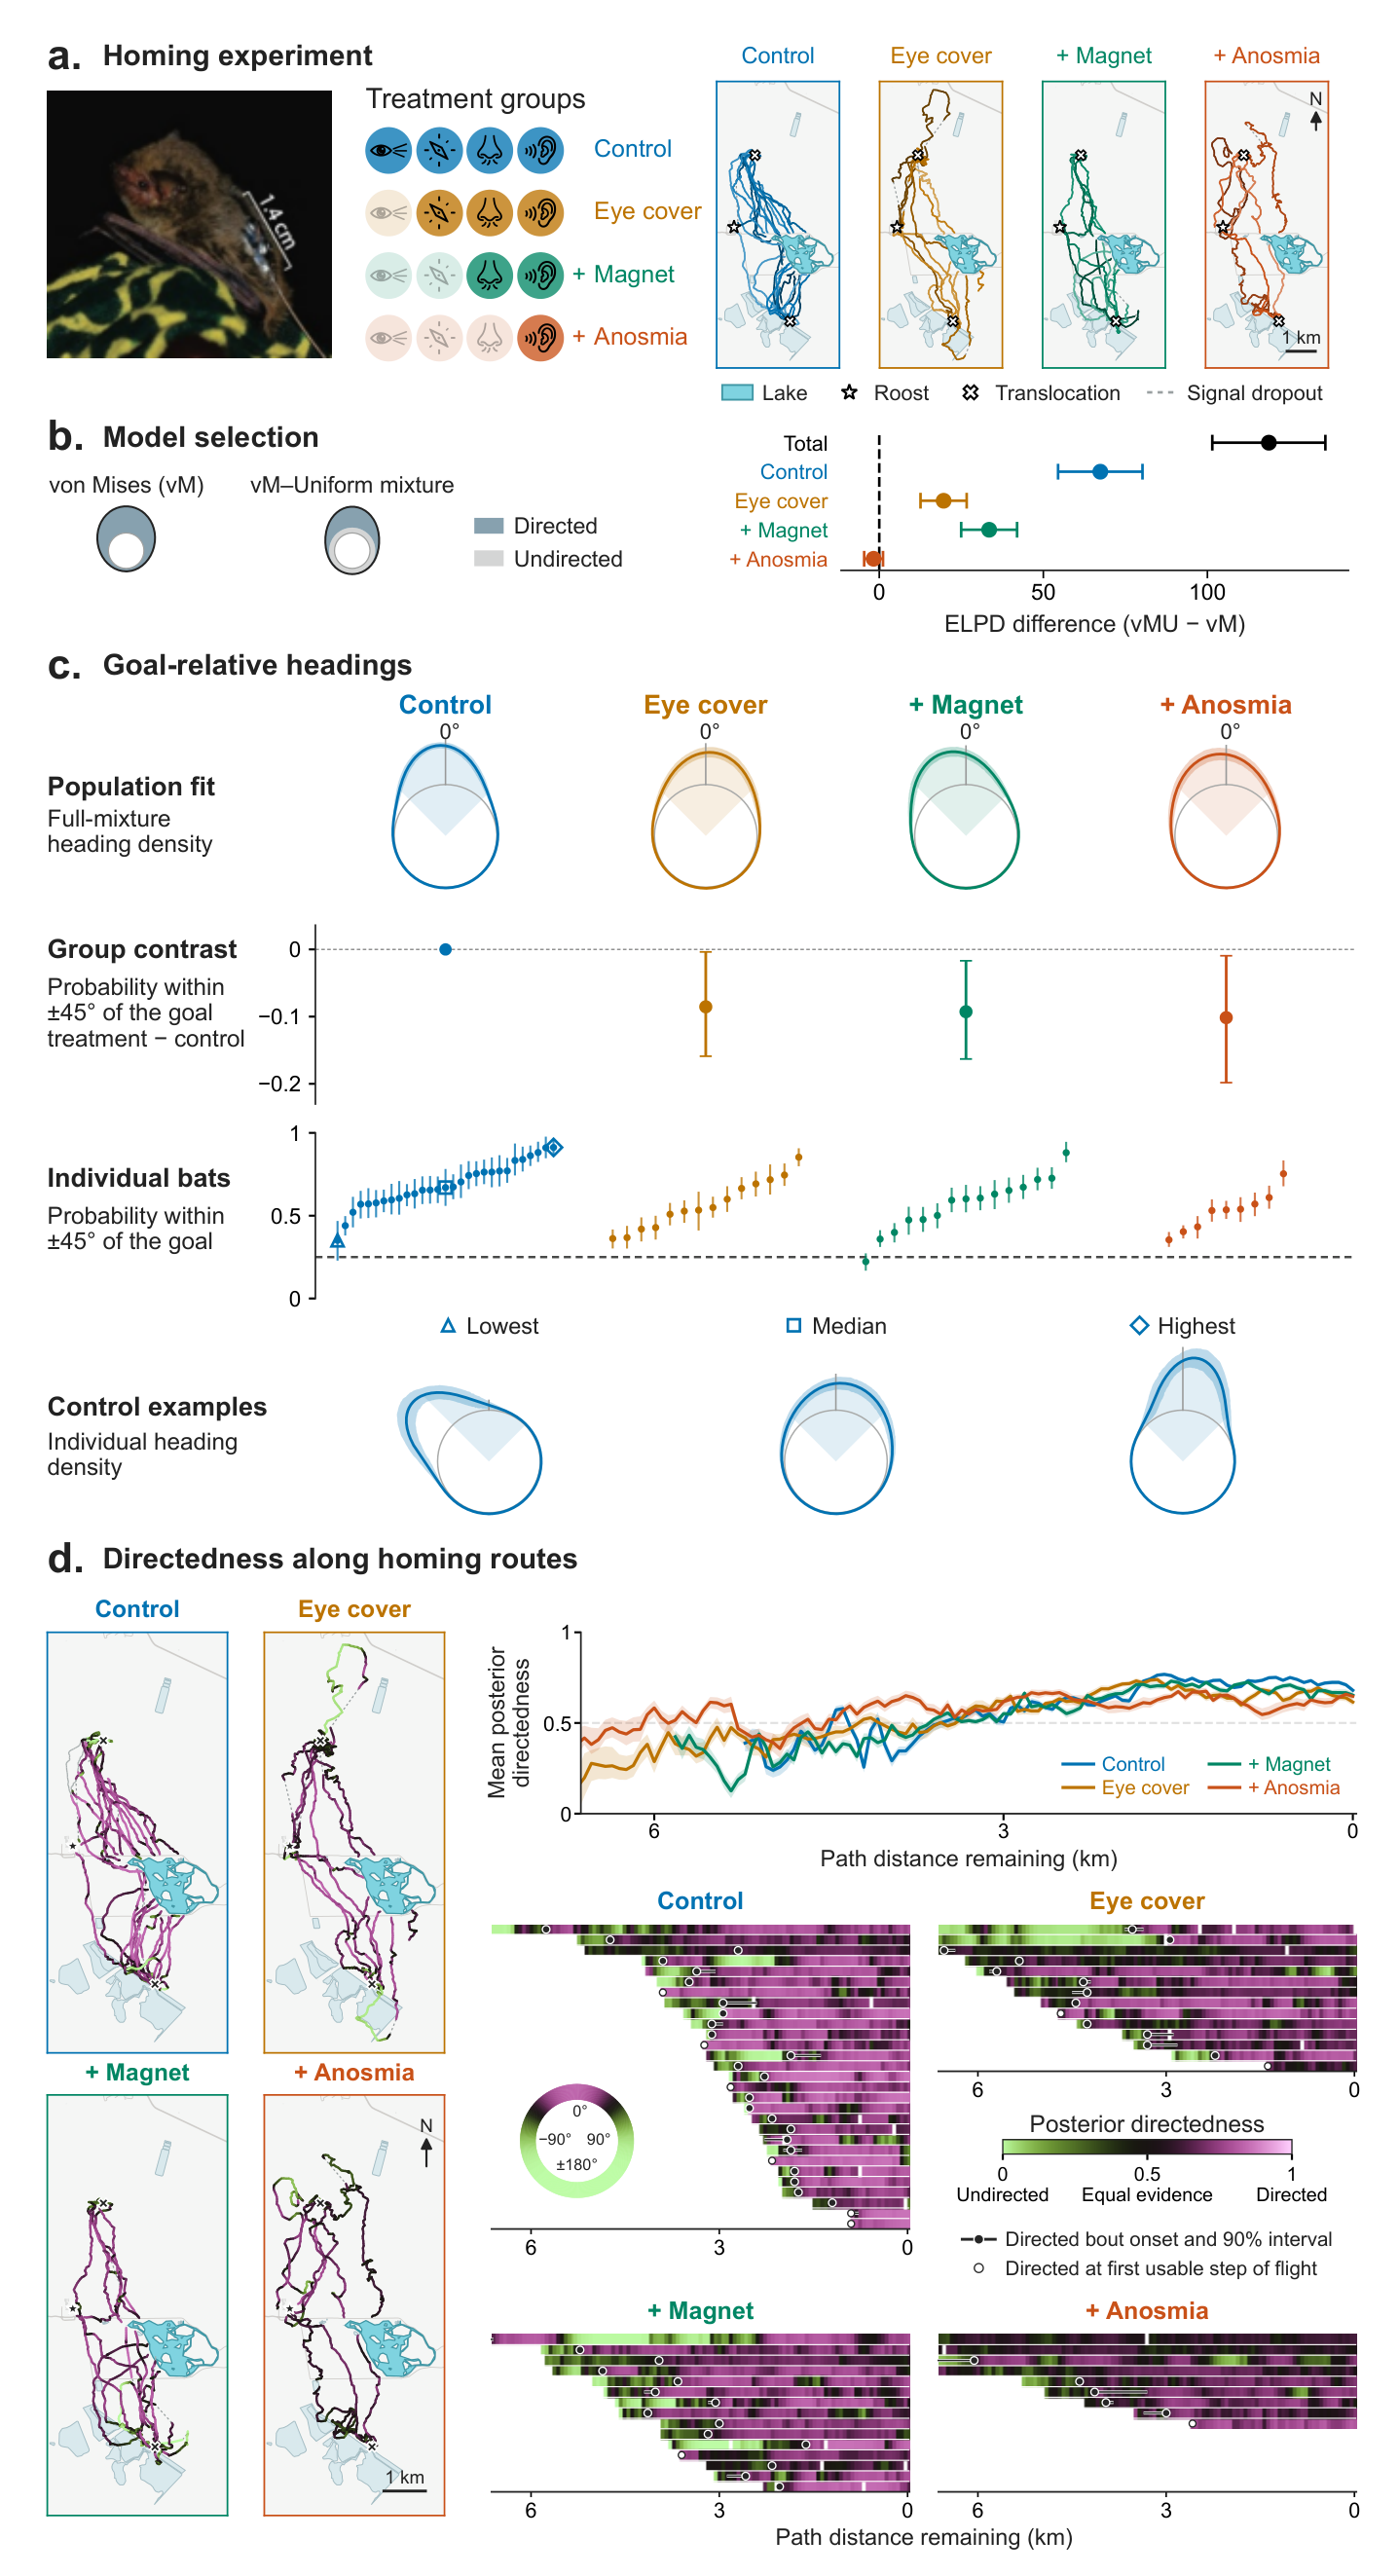 a. Homing experiment
1.4 cm
Treatment groups
Control
Eye cover
+ Magnet
+ Anosmia
Control
Eye cover
+ Magnet
+ Anosmia
N
1 km
Lake
Roost
Translocation
Signal dropout
b. Model selection
von Mises (vM)
vM–Uniform mixture
Directed
Undirected
Total
Control
Eye cover
+ Magnet
+ Anosmia
0 50 100
ELPD difference (vMU − vM)
c. Goal-relative headings
Control
Eye cover
+ Magnet
+ Anosmia
0° 0° 0° 0°
Population fit
Full-mixture
heading density
Group contrast
Probability within
±45° of the goal
treatment − control
0
−0.1
−0.2
Individual bats
Probability within
±45° of the goal
1
0.5
0
Lowest
Median
Highest
Control examples
Individual heading
density
d. Directedness along homing routes
Control
Eye cover
+ Magnet
+ Anosmia
N
1 km
Mean posterior
directedness
1
0.5
0
Control
Eye cover
+ Magnet
+ Anosmia
6 3 0
Path distance remaining (km)
Control
0°
−90° 90°
±180°
6 3 0
Eye cover
6 3 0
Posterior directedness
0 0.5 1
Undirected Equal evidence Directed
Directed bout onset and 90% interval
Directed at first usable step of flight
+ Magnet
6 3 0
+ Anosmia
6 3 0
Path distance remaining (km)